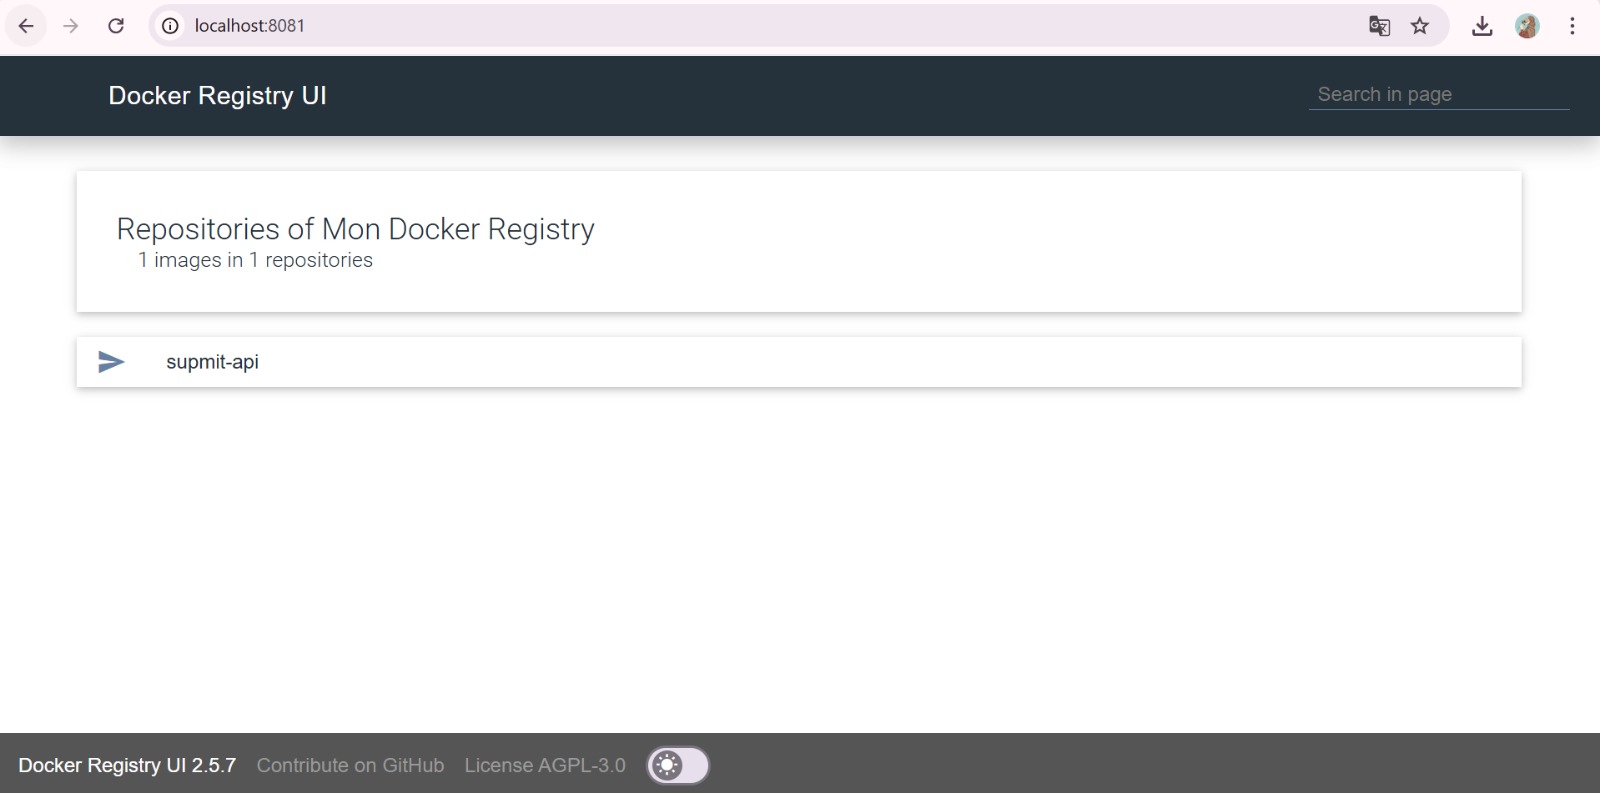 localhost:8081
Docker Registry UI
Search in page
Repositories of Mon Docker Registry
1 images in 1 repositories
supmit-api
Docker Registry UI 2.5.7 Contribute on GitHub License AGPL-3.0